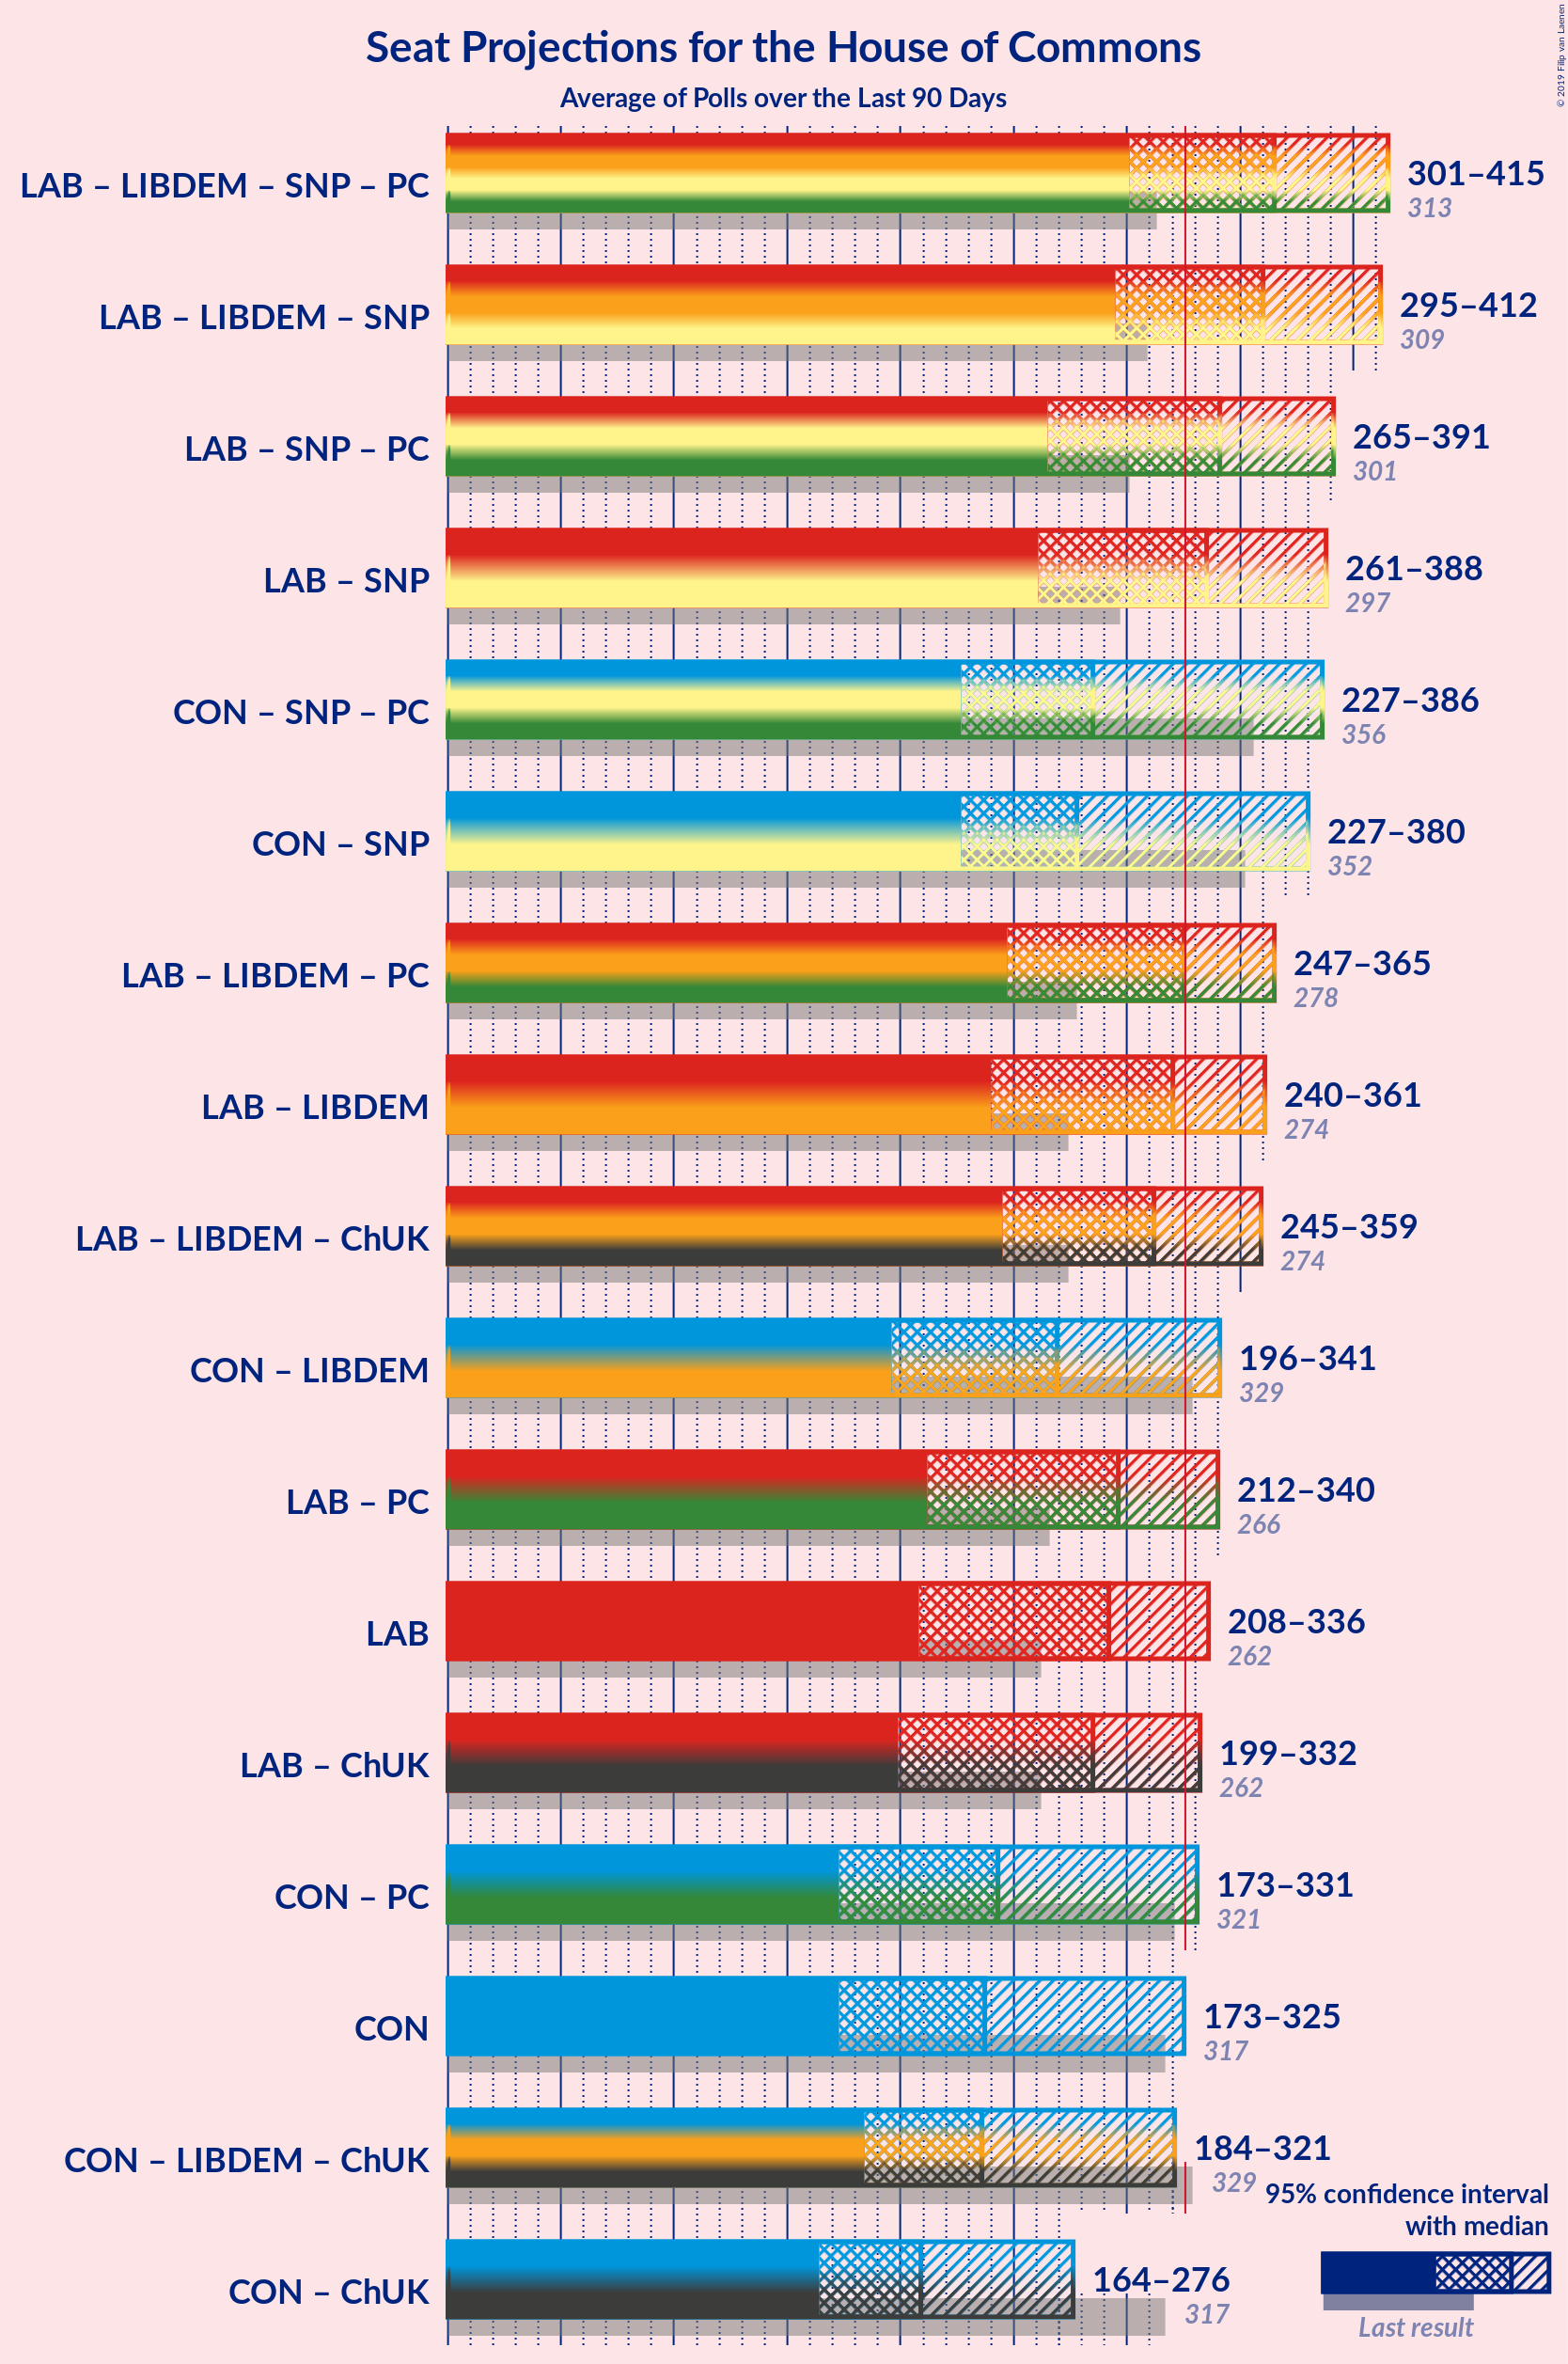 Seat Projections for the House of Commons
Average of Polls over the Last 90 Days
© 2019 Filip van Laenen
LAB – LIBDEM – SNP – PC
301–415
313
LAB – LIBDEM – SNP
295–412
309
LAB – SNP – PC
265–391
301
LAB – SNP
261–388
297
CON – SNP – PC
227–386
356
CON – SNP
227–380
352
LAB – LIBDEM – PC
247–365
278
LAB – LIBDEM
240–361
274
LAB – LIBDEM – ChUK
245–359
274
CON – LIBDEM
196–341
329
LAB – PC
212–340
266
LAB
208–336
262
LAB – ChUK
199–332
262
CON – PC
173–331
321
CON
173–325
317
CON – LIBDEM – ChUK
184–321
329
CON – ChUK
164–276
317
95% confidence interval
with median
Last result